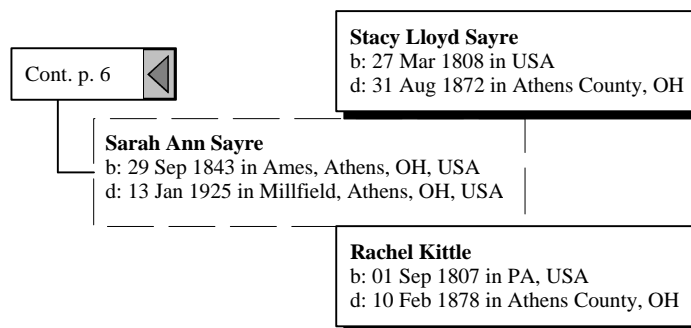 Stacy Lloyd Sayre
b: 27 Mar 1808 in USA
d: 31 Aug 1872 in Athens County, OH
Cont. p. 6
Sarah Ann Sayre
b: 29 Sep 1843 in Ames, Athens, OH, USA
d: 13 Jan 1925 in Millfield, Athens, OH, USA
Rachel Kittle
b: 01 Sep 1807 in PA, USA
d: 10 Feb 1878 in Athens County, OH